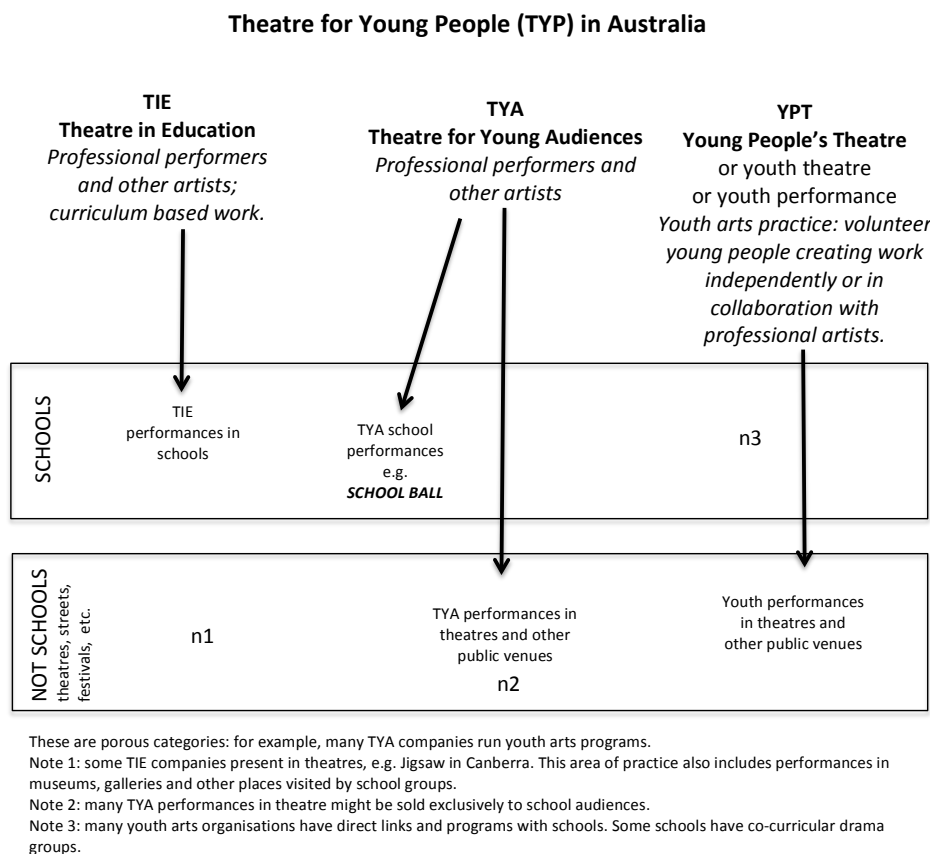 Theatre for Young People (TYP) in Australia
TIE
Theatre in Education
Professional performers
and other artists;
curriculum based work.
TYA
Theatre for Young Audiences
Professional performers and
other artists
YPT
Young People's Theatre
or youth theatre
or youth performance
Youth arts practice: volunteer
young people creating work
independently or in
collaboration with
professional artists.
SCHOOLS
TIE
performances in
schools
TYA school
performances
e.g.
SCHOOL BALL
n3
NOT SCHOOLS
theatres, streets,
festivals, etc.
n1
TYA performances in
theatres and other
public venues
n2
Youth performances
in theatres and
other public venues
These are porous categories: for example, many TYA companies run youth arts programs.
Note 1: some TIE companies present in theatres, e.g. Jigsaw in Canberra. This area of practice also includes performances in
museums, galleries and other places visited by school groups.
Note 2: many TYA performances in theatre might be sold exclusively to school audiences.
Note 3: many youth arts organisations have direct links and programs with schools. Some schools have co-curricular drama
groups.